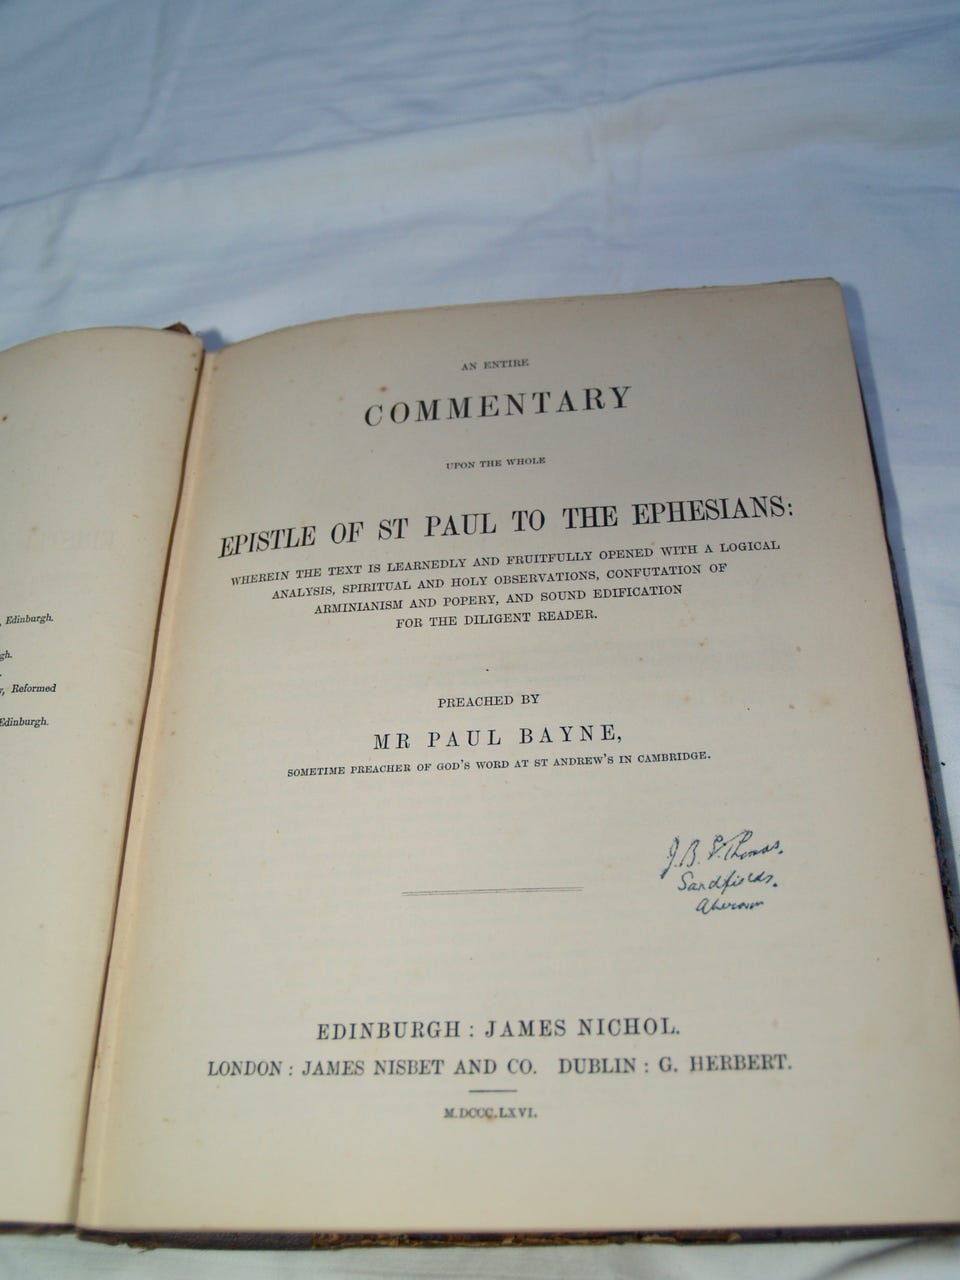 , Edinburgh.
gh.
, Reformed
Edinburgh.
AN ENTIRE
COMMENTARY
UPON THE WHOLE
EPISTLE OF ST PAUL TO THE EPHESIANS:
WHEREIN THE TEXT IS LEARNEDLY AND FRUITFULLY OPENED WITH A LOGICAL
ANALYSIS, SPIRITUAL AND HOLY OBSERVATIONS, CONFUTATION OF
ARMINIANISM AND POPERY, AND SOUND EDIFICATION
FOR THE DILIGENT READER.
PREACHED BY
MR PAUL BAYNE,
SOMETIME PREACHER OF GOD'S WORD AT ST ANDREW'S IN CAMBRIDGE.
J. B. Thomas.
Sandfields.
Aberavon
EDINBURGH : JAMES NICHOL.
LONDON : JAMES NISBET AND CO. DUBLIN : G. HERBERT.
M.DCCC.LXVI.